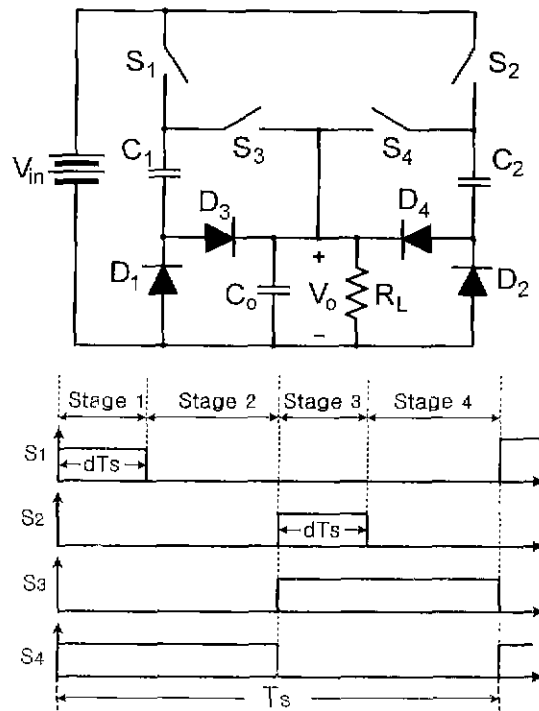 S1
S2
C1
S3
S4
C2
Vin
D3
D4
D1
Co
+
Vo
−
RL
D2
Stage 1
Stage 2
Stage 3
Stage 4
S1
dTs
S2
dTs
S3
S4
Ts